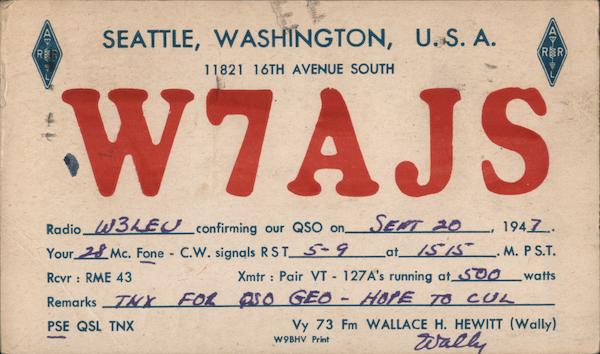 SEATTLE, WASHINGTON, U. S. A.
11821 16TH AVENUE SOUTH
W7AJS
Radio W3LEV confirming our QSO on SEPT 20, 1947.
Your 28 Mc. Fone - C.W. signals R S T 5-9 at 1515 . M. P.S.T.
Rcvr : RME 43 Xmtr : Pair VT - 127A's running at 500 watts
Remarks TNX FOR QSO GEO - HOPE TO CUL
PSE QSL TNX Vy 73 Fm WALLACE H. HEWITT (Wally)
W9BHV Print Wally